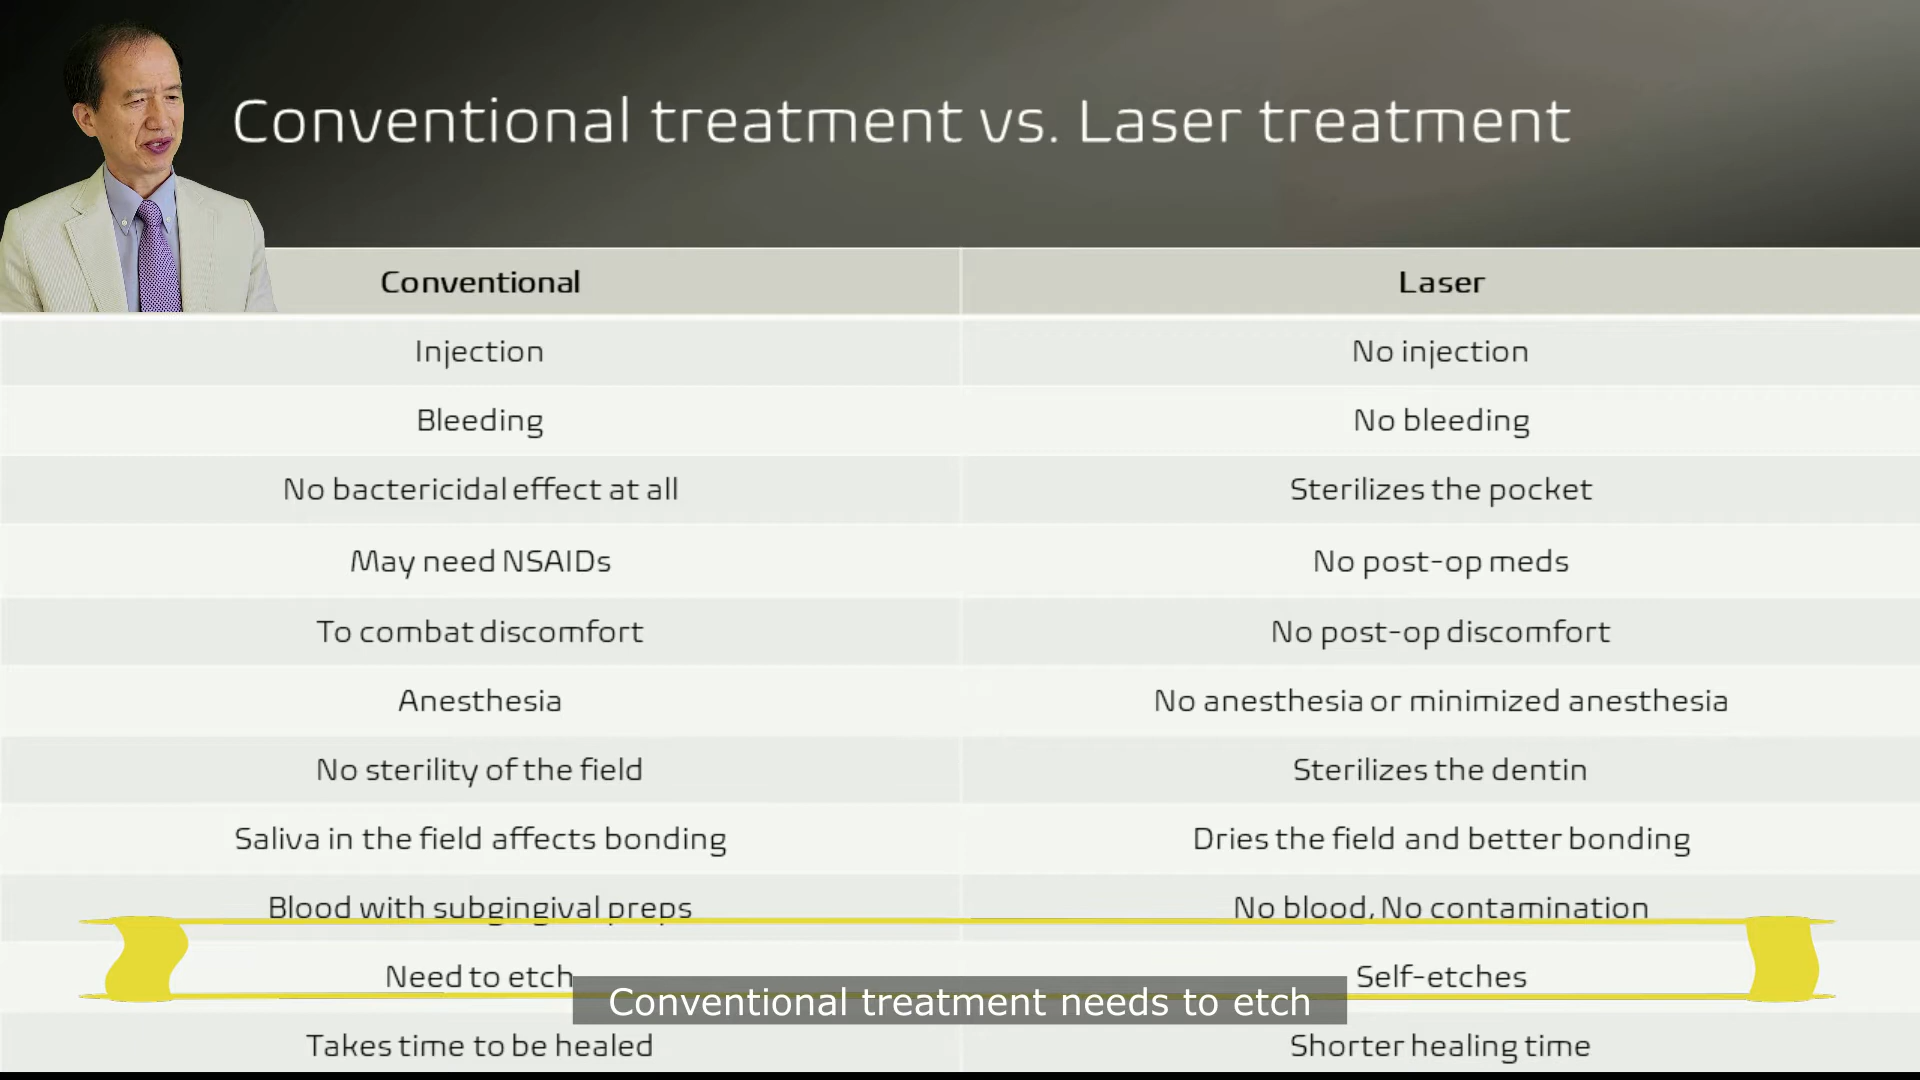 Conventional treatment vs. Laser treatment
Conventional Laser
Injection No injection
Bleeding No bleeding
No bactericidal effect at all Sterilizes the pocket
May need NSAIDs No post-op meds
To combat discomfort No post-op discomfort
Anesthesia No anesthesia or minimized anesthesia
No sterility of the field Sterilizes the dentin
Saliva in the field affects bonding Dries the field and better bonding
Blood with subgingival preps No blood, No contamination
Need to etch Self-etches
Conventional treatment needs to etch
Takes time to be healed Shorter healing time